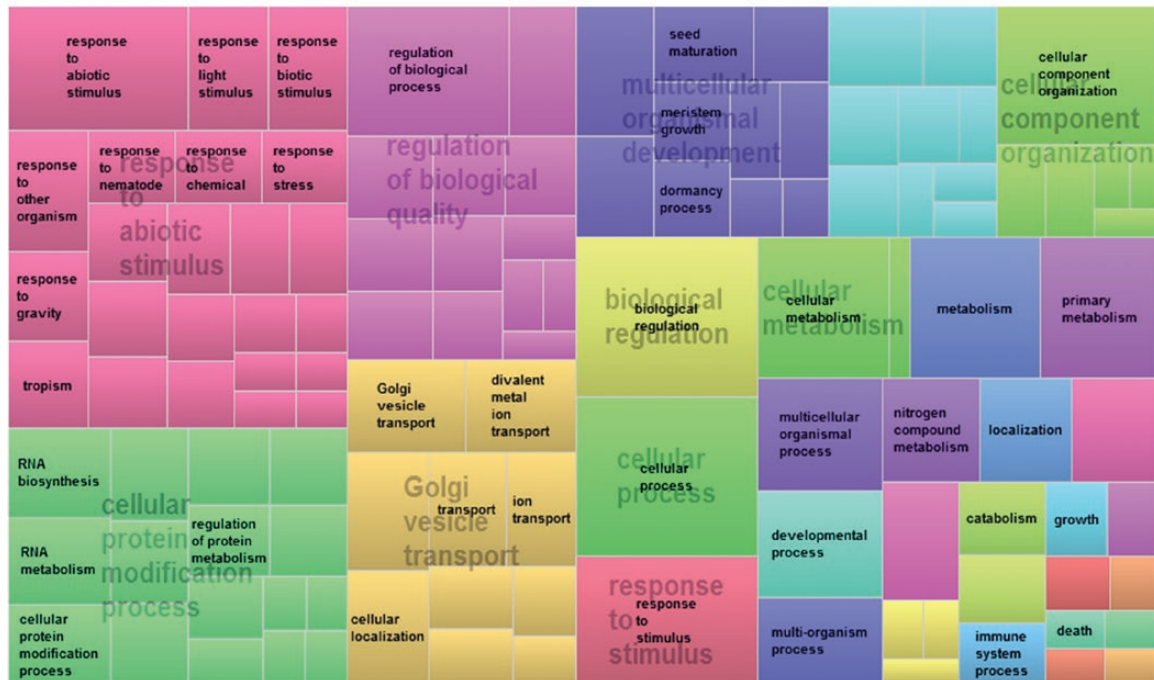 response
to
abiotic
stimulus
response
to
light
stimulus
response
to
biotic
stimulus
response
to
other
organism
response
to
nematode
response
to
chemical
response
to
stress
response
to
abiotic
stimulus
response
to
gravity
tropism
regulation
of biological
process
regulation
of biological
quality
seed
maturation
multicellular
organismal
development
meristem
growth
dormancy
process
cellular
component
organization
cellular
component
organization
biological
regulation
biological
regulation
cellular
metabolism
cellular
metabolism
metabolism
primary
metabolism
Golgi
vesicle
transport
divalent
metal
ion
transport
Golgi
vesicle
transport
transport
ion
transport
cellular
localization
cellular
process
cellular
process
multicellular
organismal
process
nitrogen
compound
metabolism
localization
RNA
biosynthesis
RNA
metabolism
cellular
protein
modification
process
regulation
of protein
metabolism
cellular
protein
modification
process
developmental
process
catabolism
growth
response
to
stimulus
response
to
stimulus
multi-organism
process
immune
system
process
death